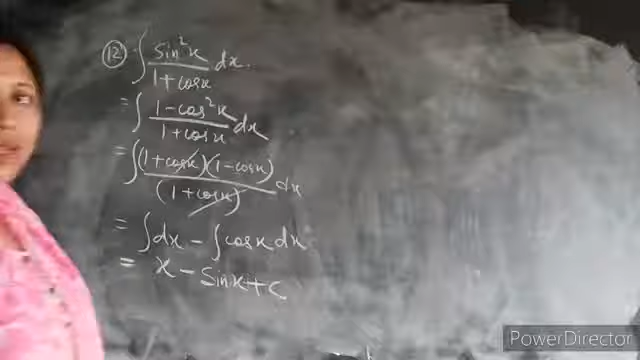 (12) ∫ sin²x / 1 + cosx dx.
= ∫ 1 - cos²x / 1 + cosx dx
= ∫ (1 + cosx)(1 - cosx) / (1 + cosx) dx
= ∫dx - ∫cosx dx
= x - sinx + c
PowerDirector